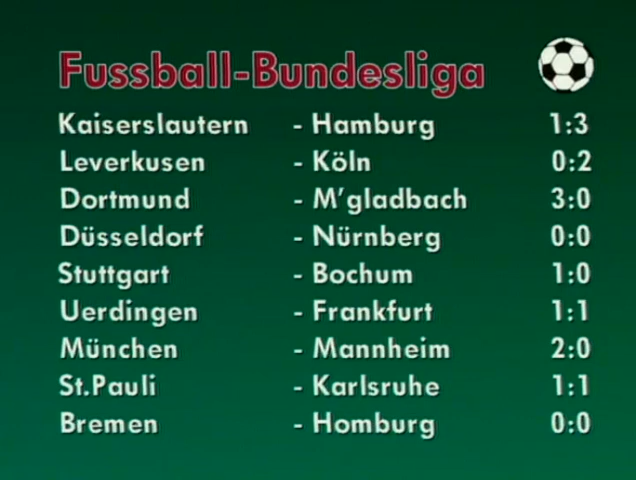 Fussball-Bundesliga
Kaiserslautern - Hamburg 1:3
Leverkusen - Köln 0:2
Dortmund - M'gladbach 3:0
Düsseldorf - Nürnberg 0:0
Stuttgart - Bochum 1:0
Uerdingen - Frankfurt 1:1
München - Mannheim 2:0
St.Pauli - Karlsruhe 1:1
Bremen - Homburg 0:0